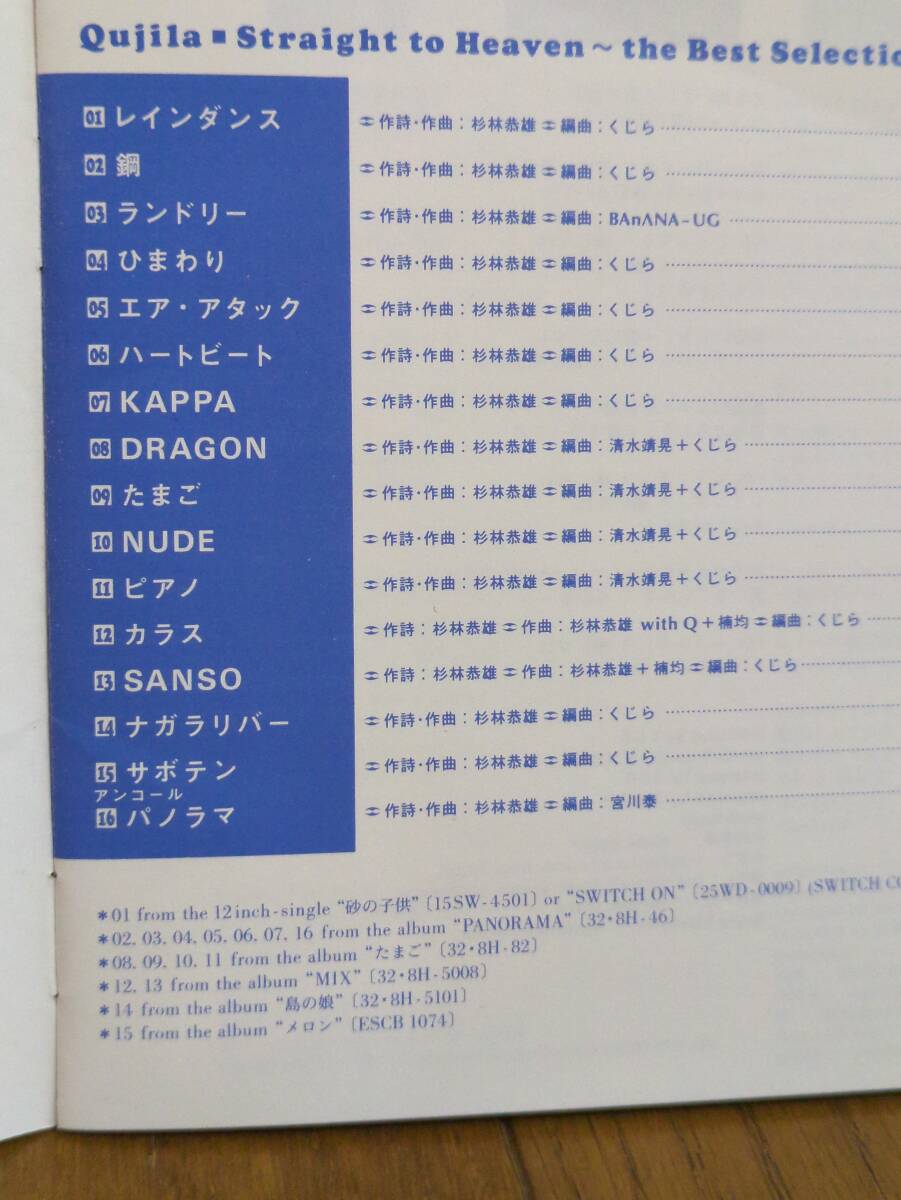 Qujila ■ Straight to Heaven～the Best Selectio
01 レインダンス =作詩・作曲：杉林恭雄=編曲：くじら
02 鋼 =作詩・作曲：杉林恭雄=編曲：くじら
03 ランドリー =作詩・作曲：杉林恭雄=編曲：BAnANA-UG
04 ひまわり =作詩・作曲：杉林恭雄=編曲：くじら
05 エア・アタック =作詩・作曲：杉林恭雄=編曲：くじら
06 ハートビート =作詩・作曲：杉林恭雄=編曲：くじら
07 KAPPA =作詩・作曲：杉林恭雄=編曲：くじら
08 DRAGON =作詩・作曲：杉林恭雄=編曲：清水靖晃+くじら
09 たまご =作詩・作曲：杉林恭雄=編曲：清水靖晃+くじら
10 NUDE =作詩・作曲：杉林恭雄=編曲：清水靖晃+くじら
11 ピアノ =作詩・作曲：杉林恭雄=編曲：清水靖晃+くじら
12 カラス =作詩：杉林恭雄=作曲：杉林恭雄 with Q+楠均=編曲：くじら
13 SANSO =作詩：杉林恭雄=作曲：杉林恭雄+楠均=編曲：くじら
14 ナガラリバー =作詩・作曲：杉林恭雄=編曲：くじら
15 サボテン =作詩・作曲：杉林恭雄=編曲：くじら
アンコール
16 パノラマ =作詩・作曲：杉林恭雄=編曲：宮川泰
*01 from the 12inch-single “砂の子供”〔15SW-4501〕or “SWITCH ON”〔25WD-0009〕(SWITCH CO
*02. 03. 04. 05. 06. 07. 16 from the album “PANORAMA”〔32・8H-46〕
*08. 09. 10. 11 from the album “たまご”〔32・8H-82〕
*12. 13 from the album “MIX”〔32・8H-5008〕
*14 from the album “島の娘”〔32・8H-5101〕
*15 from the album “メロン”〔ESCB 1074〕